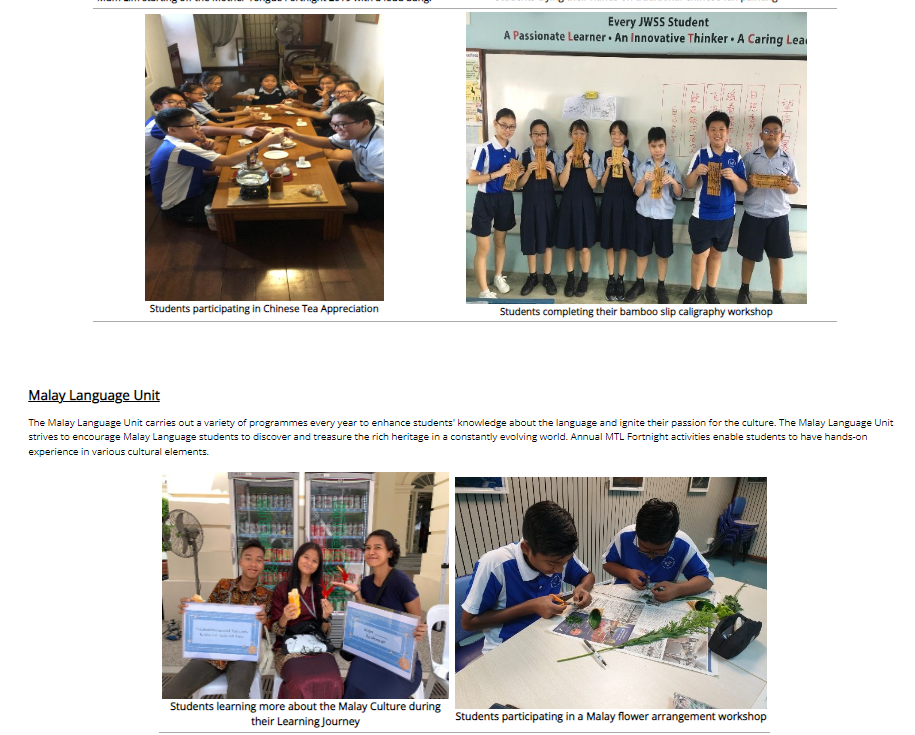 Every JWSS Student
A Passionate Learner • An Innovative Thinker • A Caring Lea
Students participating in Chinese Tea Appreciation
Students completing their bamboo slip caligraphy workshop
Malay Language Unit
The Malay Language Unit carries out a variety of programmes every year to enhance students' knowledge about the language and ignite their passion for the culture. The Malay Language Unit
strives to encourage Malay Language students to discover and treasure the rich heritage in a constantly evolving world. Annual MTL Fortnight activities enable students to have hands-on
experience in various cultural elements.
Students learning more about the Malay Culture during
their Learning Journey
Students participating in a Malay flower arrangement workshop